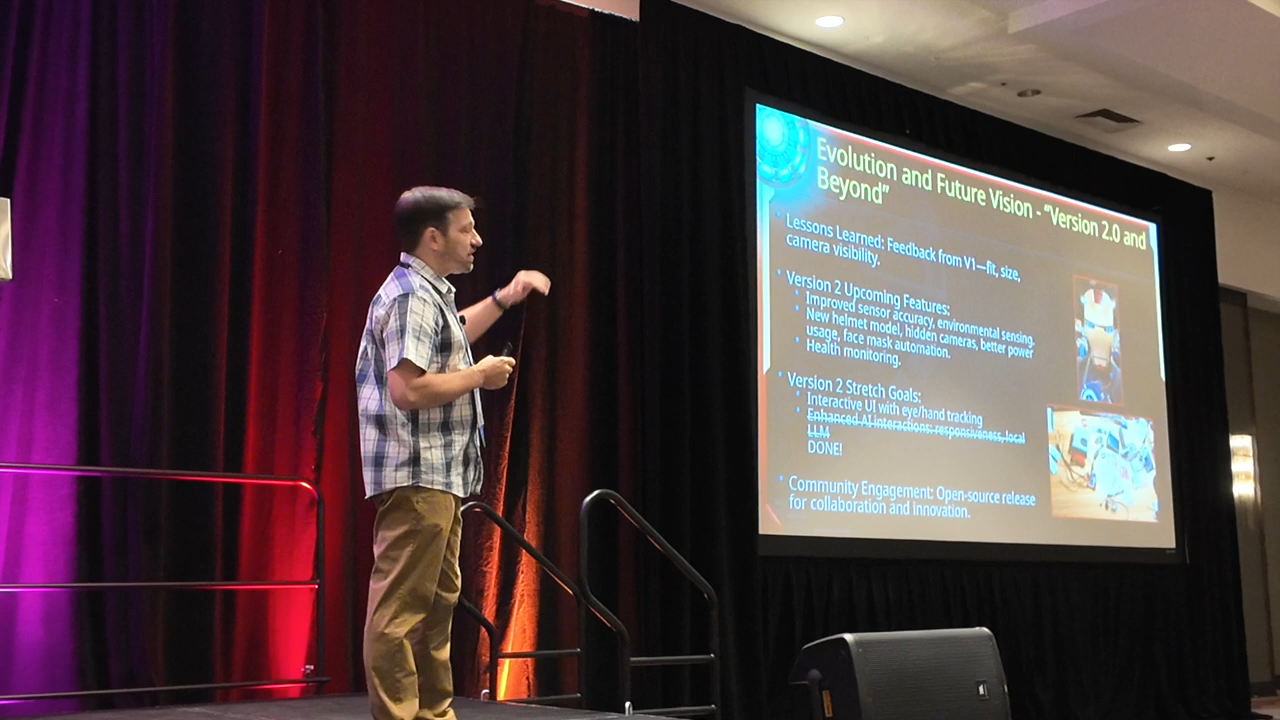 Evolution and Future Vision - “Version 2.0 and
Beyond”
Lessons Learned: Feedback from V1—fit, size,
camera visibility.
Version 2 Upcoming Features:
Improved sensor accuracy, environmental sensing.
New helmet model, hidden cameras, better power
usage, face mask automation.
Health monitoring.
Version 2 Stretch Goals:
Interactive UI with eye/hand tracking
Enhanced AI interactions: responsiveness, local
LLM
DONE!
Community Engagement: Open-source release
for collaboration and innovation.